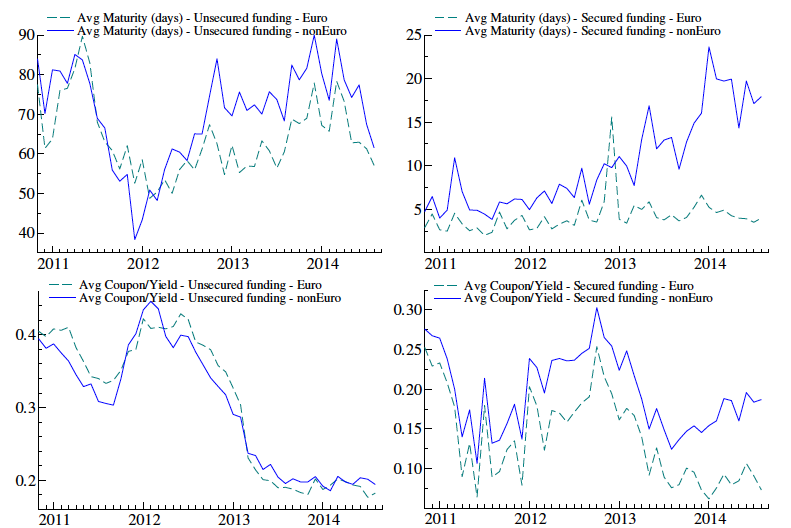 Avg Maturity (days) - Unsecured funding - Euro
Avg Maturity (days) - Unsecured funding - nonEuro
90
80
70
60
50
40
2011 2012 2013 2014
Avg Maturity (days) - Secured funding - Euro
Avg Maturity (days) - Secured funding - nonEuro
25
20
15
10
5
2011 2012 2013 2014
Avg Coupon/Yield - Unsecured funding - Euro
Avg Coupon/Yield - Unsecured funding - nonEuro
0.4
0.3
0.2
2011 2012 2013 2014
Avg Coupon/Yield - Secured funding - Euro
Avg Coupon/Yield - Secured funding - nonEuro
0.30
0.25
0.20
0.15
0.10
2011 2012 2013 2014